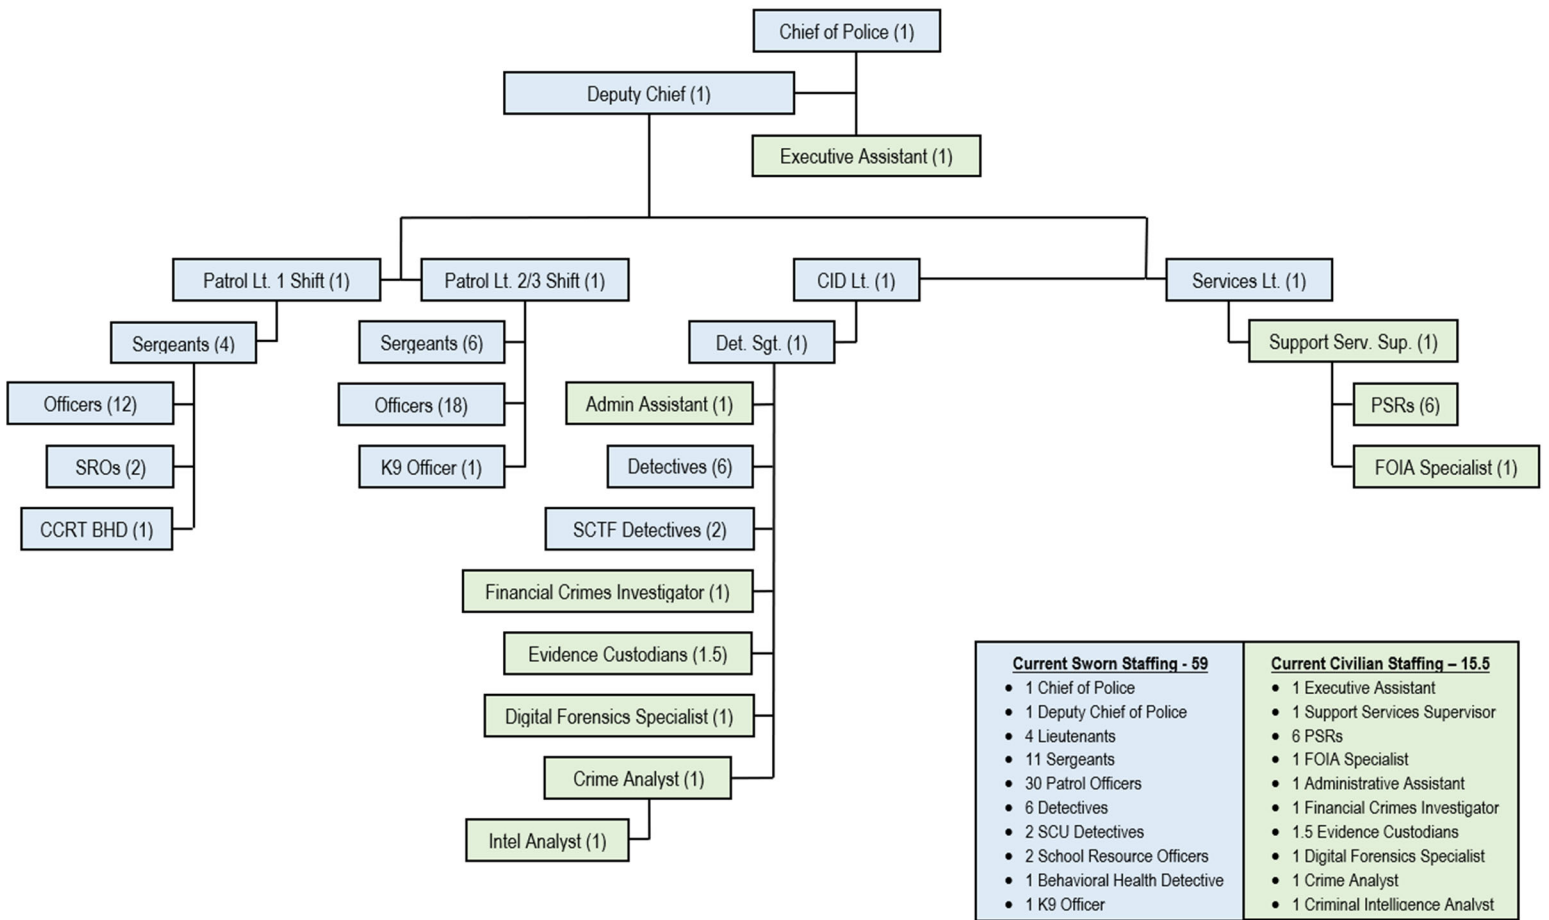 Chief of Police (1)
Deputy Chief (1)
Executive Assistant (1)
Patrol Lt. 1 Shift (1)
Patrol Lt. 2/3 Shift (1)
CID Lt. (1)
Services Lt. (1)
Sergeants (4)
Sergeants (6)
Det. Sgt. (1)
Support Serv. Sup. (1)
Officers (12)
Officers (18)
Admin Assistant (1)
PSRs (6)
SROs (2)
K9 Officer (1)
Detectives (6)
FOIA Specialist (1)
CCRT BHD (1)
SCTF Detectives (2)
Financial Crimes Investigator (1)
Evidence Custodians (1.5)
Digital Forensics Specialist (1)
Crime Analyst (1)
Intel Analyst (1)
Current Sworn Staffing - 59
• 1 Chief of Police
• 1 Deputy Chief of Police
• 4 Lieutenants
• 11 Sergeants
• 30 Patrol Officers
• 6 Detectives
• 2 SCU Detectives
• 2 School Resource Officers
• 1 Behavioral Health Detective
• 1 K9 Officer
Current Civilian Staffing – 15.5
• 1 Executive Assistant
• 1 Support Services Supervisor
• 6 PSRs
• 1 FOIA Specialist
• 1 Administrative Assistant
• 1 Financial Crimes Investigator
• 1.5 Evidence Custodians
• 1 Digital Forensics Specialist
• 1 Crime Analyst
• 1 Criminal Intelligence Analyst